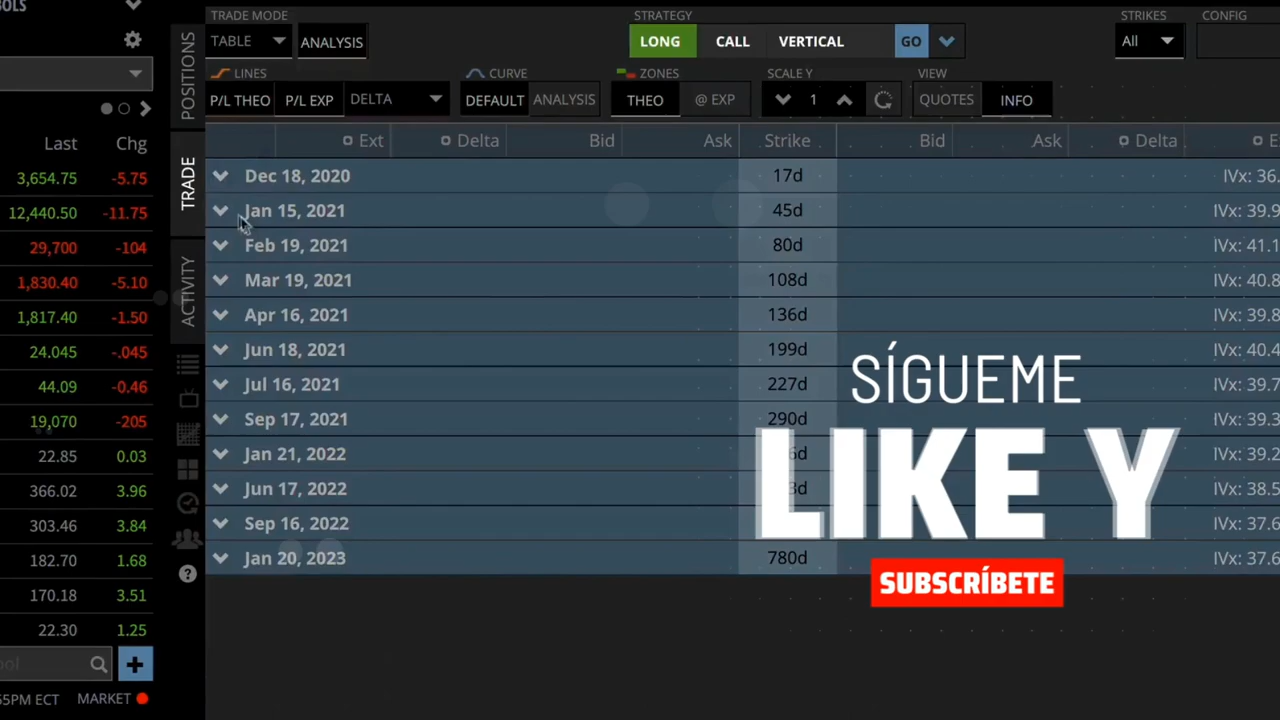 TRADE MODE STRATEGY STRIKES CONFIG
TABLE ANALYSIS LONG CALL VERTICAL GO All
LINES CURVE ZONES SCALE Y VIEW
P/L THEO P/L EXP DELTA DEFAULT ANALYSIS THEO @ EXP 1 QUOTES INFO
POSITIONS
TRADE
ACTIVITY
Last Chg
3,654.75 -5.75
12,440.50 -11.75
29,700 -104
1,830.40 -5.10
1,817.40 -1.50
24.045 -.045
44.09 -0.46
19,070 -205
22.85 0.03
366.02 3.96
303.46 3.84
182.70 1.68
170.18 3.51
22.30 1.25
MARKET
Ext Delta Bid Ask Strike Bid Ask Delta
Dec 18, 2020 17d IVx: 36.
Jan 15, 2021 45d IVx: 39.9
Feb 19, 2021 80d IVx: 41.1
Mar 19, 2021 108d IVx: 40.8
Apr 16, 2021 136d IVx: 39.8
Jun 18, 2021 199d IVx: 40.4
Jul 16, 2021 227d IVx: 39.7
Sep 17, 2021 290d IVx: 39.3
Jan 21, 2022 IVx: 39.2
Jun 17, 2022 IVx: 38.5
Sep 16, 2022 IVx: 37.6
Jan 20, 2023 780d IVx: 37.6
SÍGUEME
LIKE Y
SUBSCRÍBETE